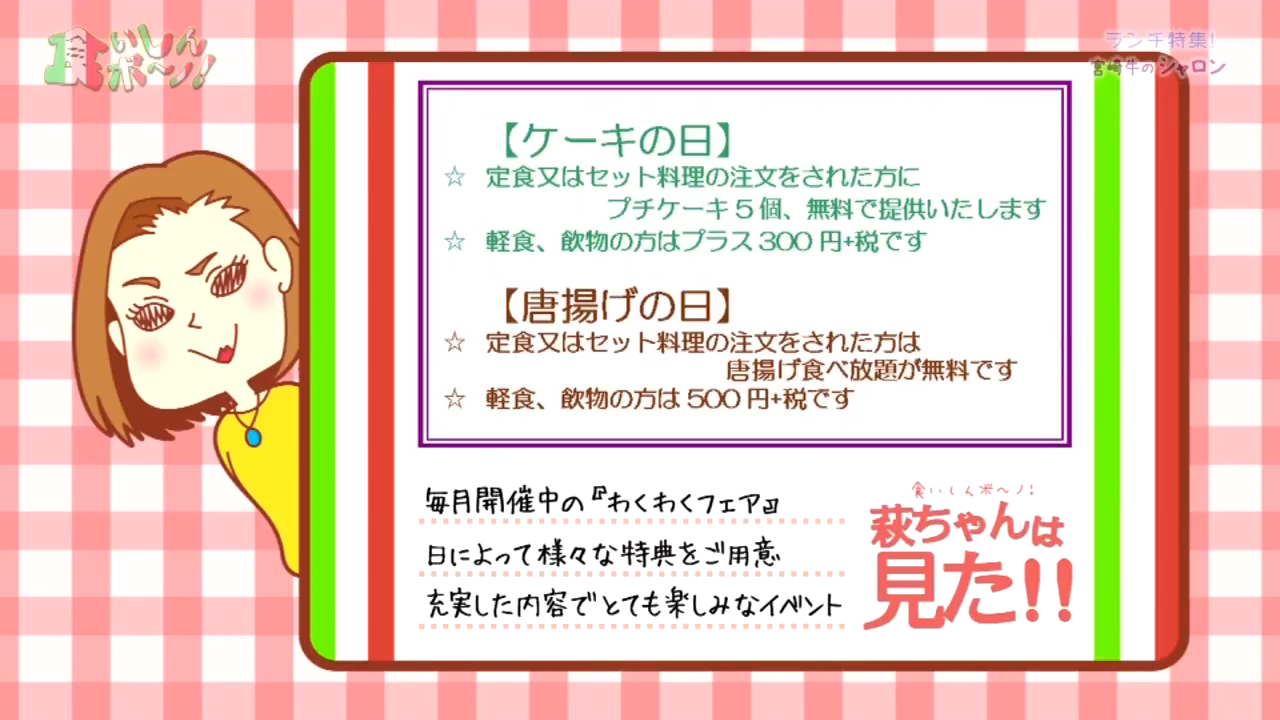 食いしんボ～ノ!
ランチ特集!
宮崎牛のシャロン
【ケーキの日】
☆ 定食又はセット料理の注文をされた方に
プチケーキ5個、無料で提供いたします
☆ 軽食、飲物の方はプラス300円+税です
【唐揚げの日】
☆ 定食又はセット料理の注文をされた方は
唐揚げ食べ放題が無料です
☆ 軽食、飲物の方は500円+税です
毎月開催中の『わくわくフェア』
日によって様々な特典をご用意
充実した内容でとても楽しみなイベント
食いしんボ～ノ!
萩ちゃんは
見た!!